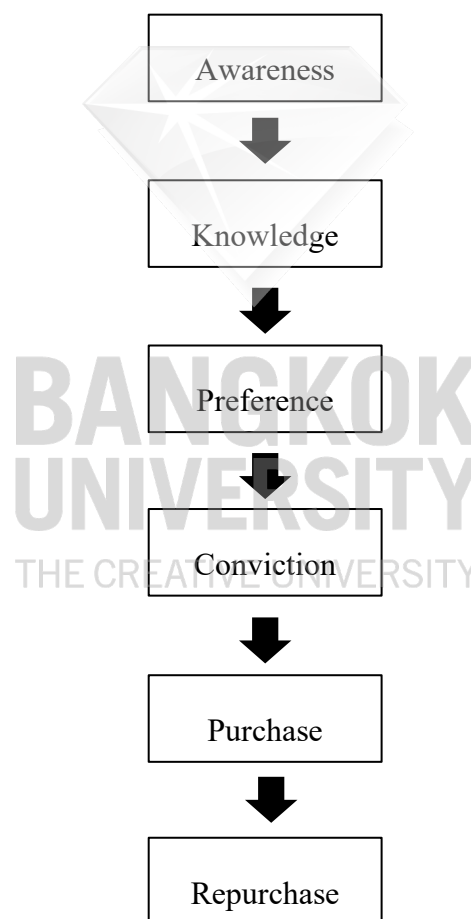 Awareness
Knowledge
Preference
BANGKOK
UNIVERSITY
Conviction
THE CREATIVE UNIVERSITY
Purchase
Repurchase